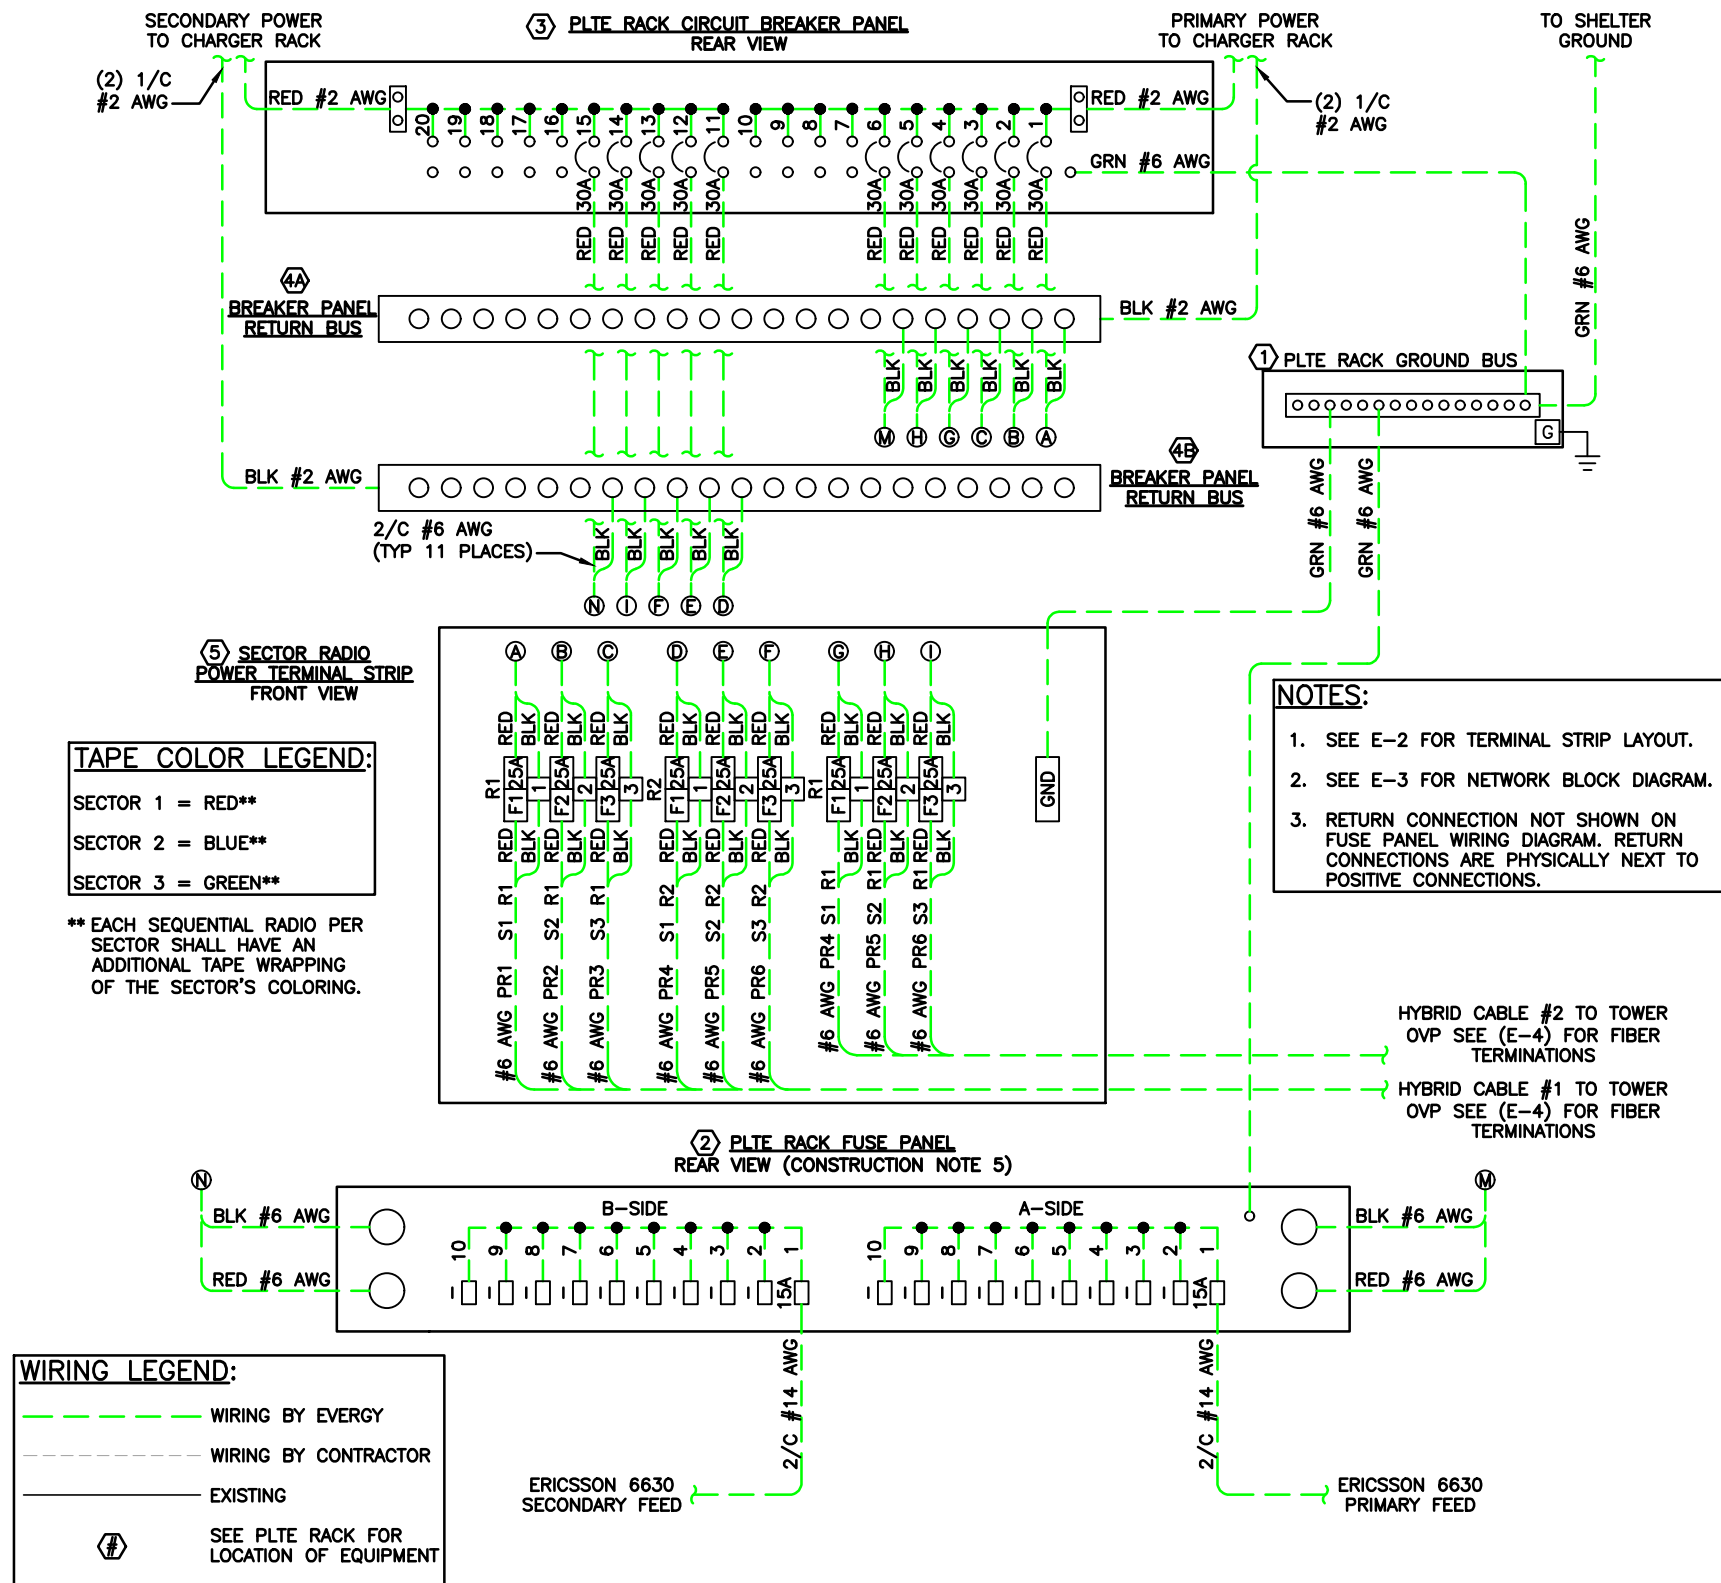 SECONDARY POWER
TO CHARGER RACK
3 PLTE RACK CIRCUIT BREAKER PANEL
REAR VIEW
PRIMARY POWER
TO CHARGER RACK
TO SHELTER
GROUND
(2) 1/C
#2 AWG
RED #2 AWG
RED #2 AWG
(2) 1/C
#2 AWG
20 19 18 17 16 15 14 13 12 11 10 9 8 7 6 5 4 3 2 1
GRN #6 AWG
30A 30A 30A 30A 30A 30A 30A 30A 30A 30A 30A
RED RED RED RED RED RED RED RED RED RED RED
GRN #6 AWG
4A
BREAKER PANEL
RETURN BUS
BLK #2 AWG
BLK BLK BLK BLK BLK BLK
M H G C B A
1 PLTE RACK GROUND BUS
G
4B
BREAKER PANEL
RETURN BUS
BLK #2 AWG
2/C #6 AWG
(TYP 11 PLACES)
BLK BLK BLK BLK BLK
N I F E D
GRN #6 AWG
GRN #6 AWG
5 SECTOR RADIO
POWER TERMINAL STRIP
FRONT VIEW
A B C D E F G H I
RED BLK RED BLK RED BLK RED BLK RED BLK RED BLK RED BLK RED BLK RED BLK
R1 F1 25A 1 F2 25A 2 F3 25A 3
R2 F1 25A 1 F2 25A 2 F3 25A 3
R1 F1 25A 1 F2 25A 2 F3 25A 3
GND
RED BLK RED BLK RED BLK RED BLK RED BLK RED BLK RED BLK RED BLK RED BLK
#6 AWG PR1 S1 R1
#6 AWG PR2 S2 R1
#6 AWG PR3 S3 R1
#6 AWG PR4 S1 R2
#6 AWG PR5 S2 R2
#6 AWG PR6 S3 R2
#6 AWG PR4 S1 R1
#6 AWG PR5 S2 R1
#6 AWG PR6 S3 R1
TAPE COLOR LEGEND:
SECTOR 1 = RED**
SECTOR 2 = BLUE**
SECTOR 3 = GREEN**
** EACH SEQUENTIAL RADIO PER
SECTOR SHALL HAVE AN
ADDITIONAL TAPE WRAPPING
OF THE SECTOR'S COLORING.
NOTES:
1. SEE E-2 FOR TERMINAL STRIP LAYOUT.
2. SEE E-3 FOR NETWORK BLOCK DIAGRAM.
3. RETURN CONNECTION NOT SHOWN ON
FUSE PANEL WIRING DIAGRAM. RETURN
CONNECTIONS ARE PHYSICALLY NEXT TO
POSITIVE CONNECTIONS.
HYBRID CABLE #2 TO TOWER
OVP SEE (E-4) FOR FIBER
TERMINATIONS
HYBRID CABLE #1 TO TOWER
OVP SEE (E-4) FOR FIBER
TERMINATIONS
2 PLTE RACK FUSE PANEL
REAR VIEW (CONSTRUCTION NOTE 5)
N
BLK #6 AWG
RED #6 AWG
B-SIDE
10 9 8 7 6 5 4 3 2 1
- - - - - - - - - 15A
A-SIDE
10 9 8 7 6 5 4 3 2 1
- - - - - - - - - 15A
M
BLK #6 AWG
RED #6 AWG
2/C #14 AWG
2/C #14 AWG
ERICSSON 6630
SECONDARY FEED
ERICSSON 6630
PRIMARY FEED
WIRING LEGEND:
WIRING BY EVERGY
WIRING BY CONTRACTOR
EXISTING
# SEE PLTE RACK FOR
LOCATION OF EQUIPMENT